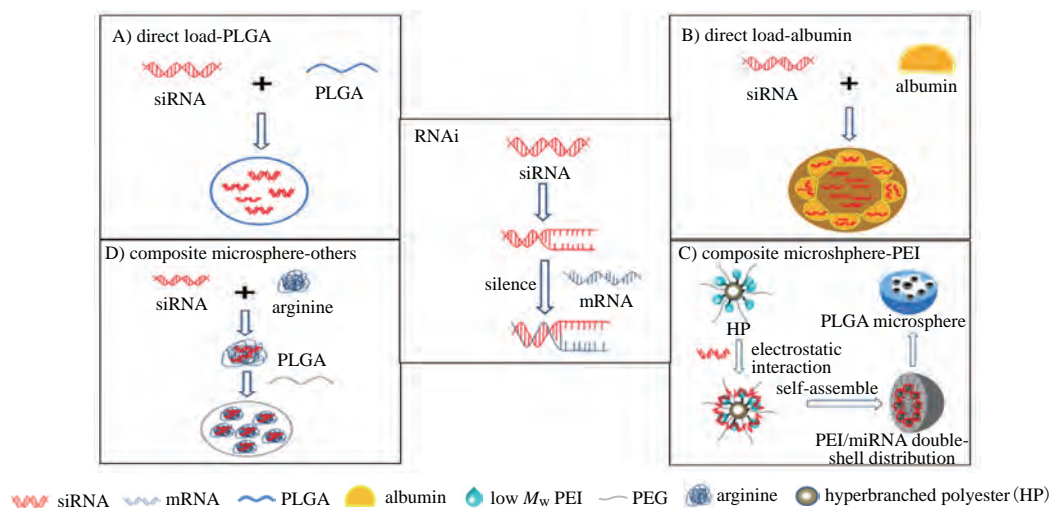 A) direct load-PLGA
siRNA
+
PLGA
B) direct load-albumin
siRNA
+
albumin
RNAi
siRNA
silence
mRNA
D) composite microsphere-others
siRNA
+
arginine
PLGA
C) composite microshphere-PEI
HP
electrostatic
interaction
self-assemble
PLGA microsphere
PEI/miRNA double-
shell distribution
siRNA mRNA PLGA albumin low Mw PEI PEG arginine hyperbranched polyester(HP)